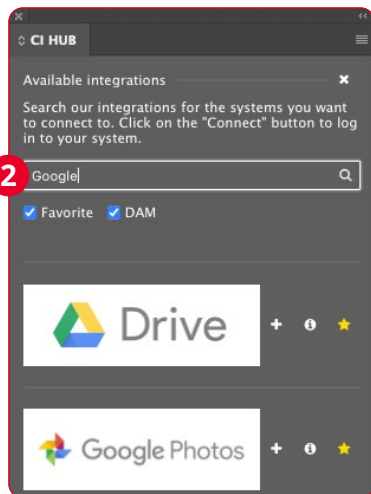 CI HUB
Available integrations
Search our integrations for the systems you want
to connect to. Click on the "Connect" button to log
in to your system.
2
Google
Favorite DAM
Drive
Google Photos